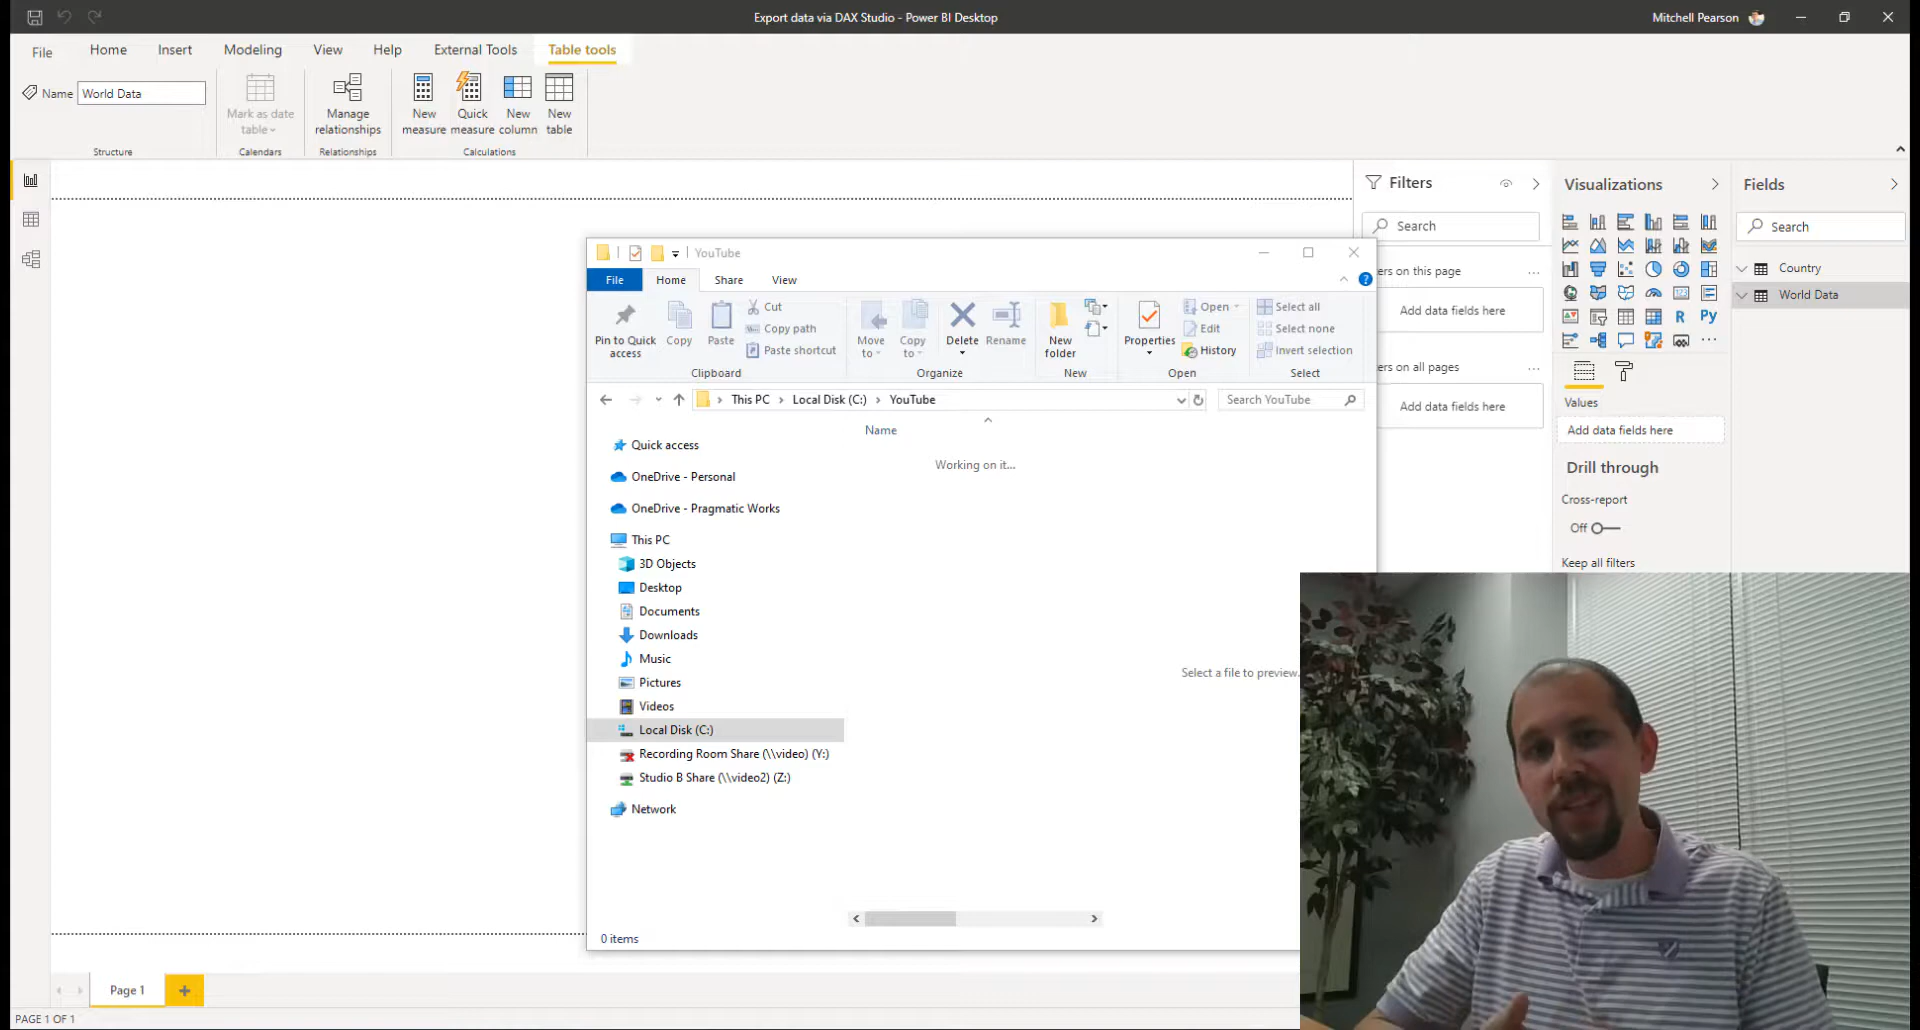 Export data via DAX Studio - Power BI Desktop
Mitchell Pearson
File
Home
Insert
Modeling
View
Help
External Tools
Table tools
Name
World Data
Mark as date
table
Manage
relationships
New
measure
Quick
measure
New
column
New
table
Structure
Calendars
Relationships
Calculations
Filters
Search
ers on this page
...
Add data fields here
ers on all pages
...
Add data fields here
Visualizations
123
R
Py
...
Values
Add data fields here
Drill through
Cross-report
Off
Keep all filters
Fields
Search
Country
World Data
YouTube
File
Home
Share
View
Pin to Quick
access
Copy
Paste
Cut
Copy path
Paste shortcut
Clipboard
Move
to
Copy
to
Delete
Rename
Organize
New
folder
New
Properties
Open
Edit
History
Open
Select all
Select none
Invert selection
Select
This PC
Local Disk (C:)
YouTube
Search YouTube
Name
Working on it...
Quick access
OneDrive - Personal
OneDrive - Pragmatic Works
This PC
3D Objects
Desktop
Documents
Downloads
Music
Pictures
Videos
Local Disk (C:)
Recording Room Share (\\video) (Y:)
Studio B Share (\\video2) (Z:)
Network
Select a file to preview.
0 items
Page 1
+
PAGE 1 OF 1